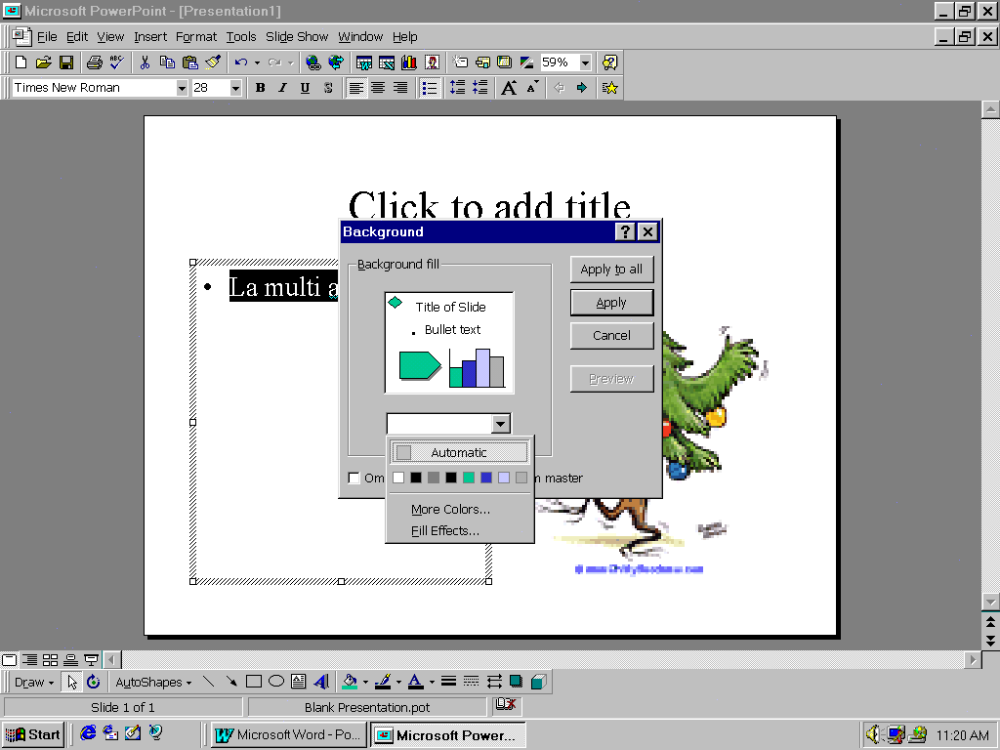 Microsoft PowerPoint - [Presentation1]
File Edit View Insert Format Tools Slide Show Window Help
59%
Times New Roman 28 B I U S A A
Click to add title
Background
Background fill
Apply to all
Title of Slide
Apply
Bullet text
Cancel
Preview
• La multi a
Automatic
Om
m master
More Colors...
Fill Effects...
Draw AutoShapes
Slide 1 of 1 Blank Presentation.pot
Start Microsoft Word - Po... Microsoft Power... 11:20 AM